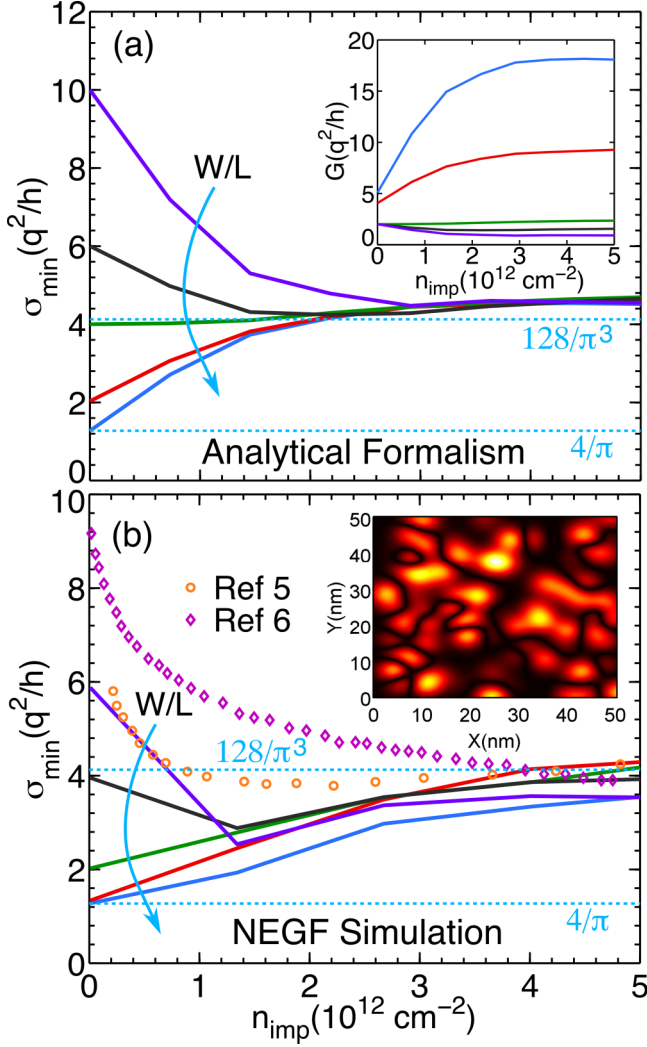 (a)
12
10
8
6
4
2
0
σmin(q²/h)
W/L
20
15
10
5
0
G(q²/h)
0 1 2 3 4 5
nimp(10¹² cm⁻²)
128/π³
4/π
Analytical Formalism
(b)
10
8
6
4
2
0
σmin(q²/h)
Ref 5
Ref 6
W/L
50
40
30
20
10
0
Y(nm)
0 10 20 30 40 50
X(nm)
128/π³
4/π
NEGF Simulation
0 1 2 3 4 5
nimp(10¹² cm⁻²)